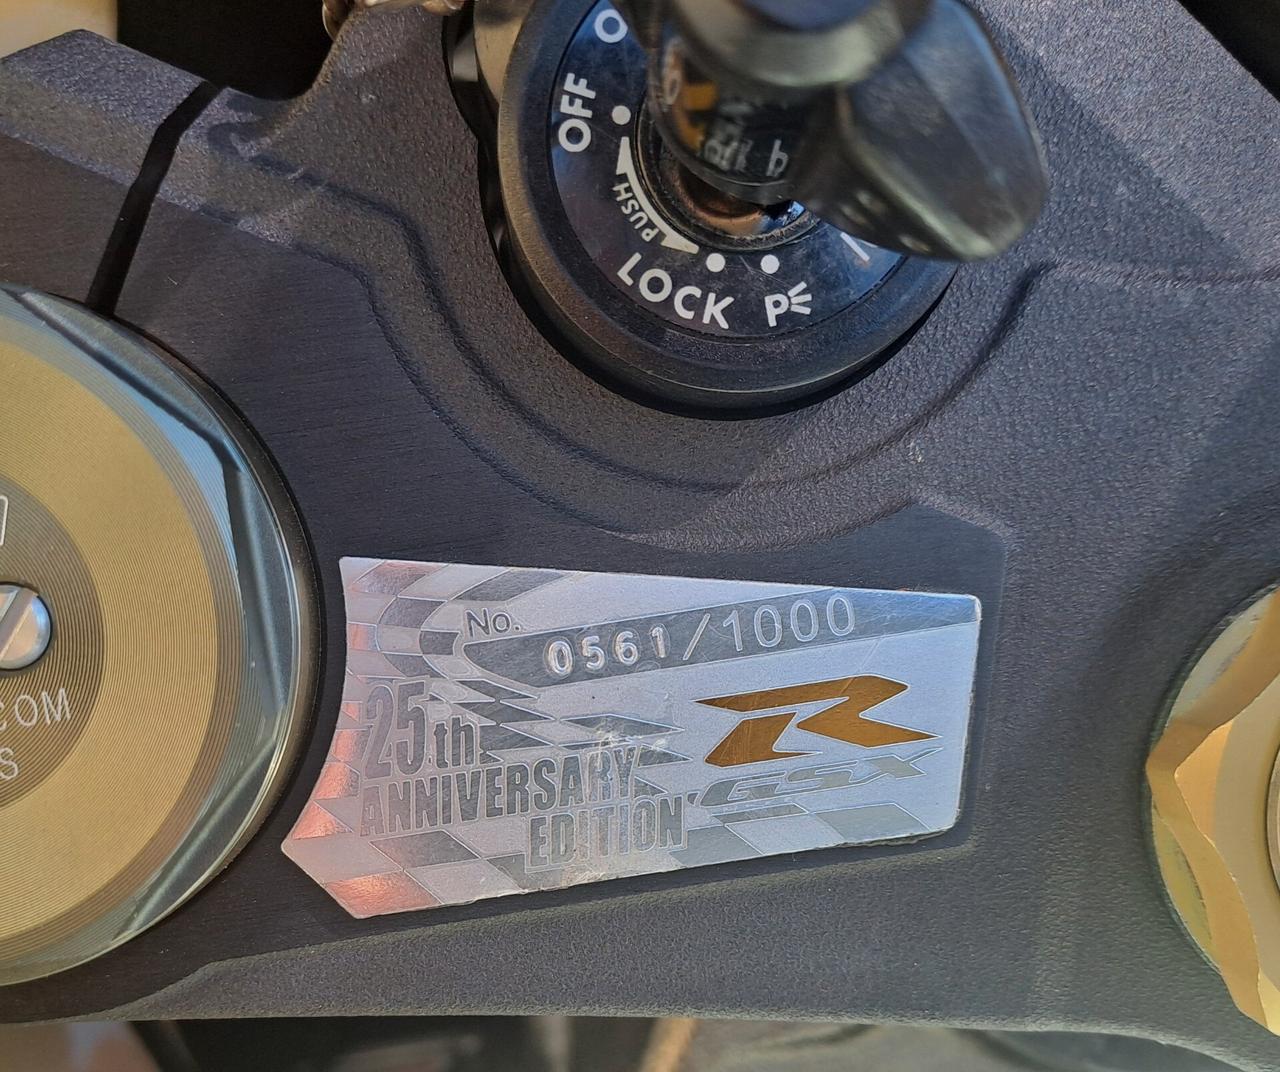 OFF
PUSH
LOCK
P
No. 0561/1000
25th
ANNIVERSARY
EDITION
R
GSX
COM
S